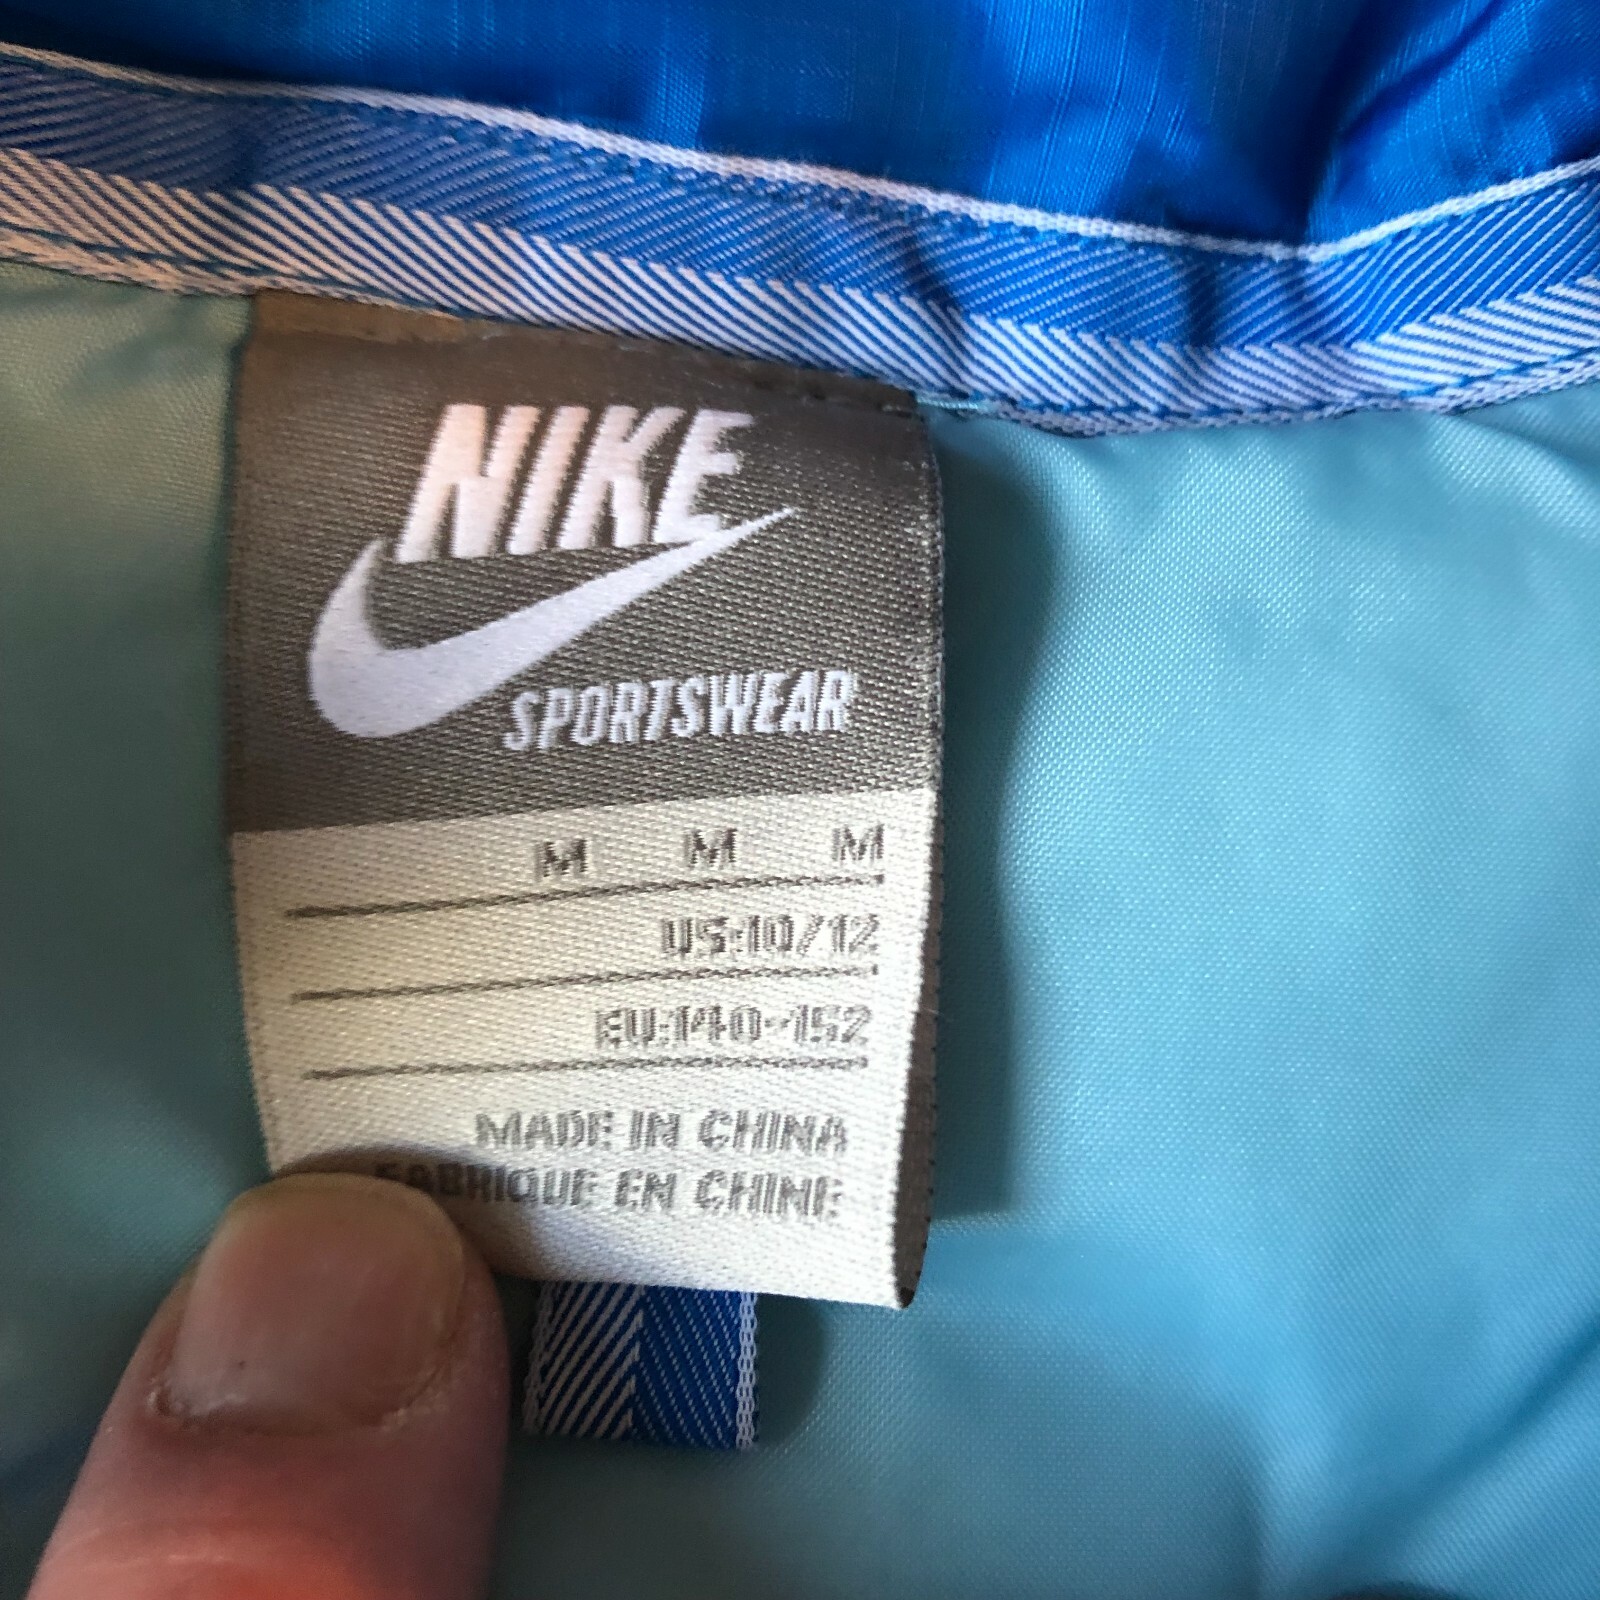 NIKE
SPORTSWEAR
M M M
US:10/12
EU:140-152
MADE IN CHINA
FABRIQUE EN CHINE